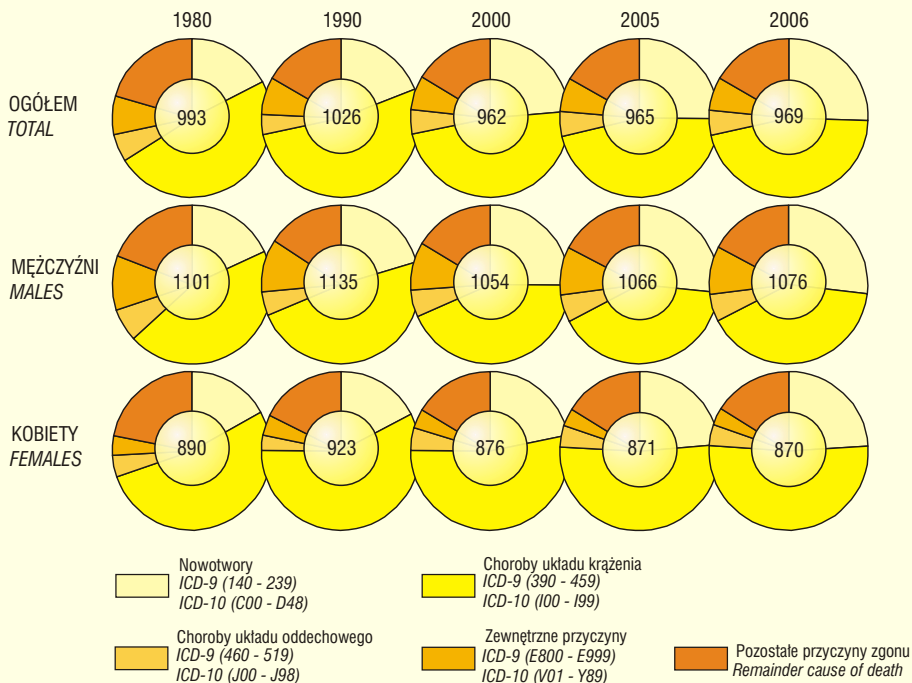 1980 1990 2000 2005 2006
OGÓŁEM
TOTAL
993 1026 962 965 969
MĘŻCZYŹNI
MALES
1101 1135 1054 1066 1076
KOBIETY
FEMALES
890 923 876 871 870
Nowotwory
ICD-9 (140 - 239)
ICD-10 (C00 - D48)
Choroby układu krążenia
ICD-9 (390 - 459)
ICD-10 (I00 - I99)
Choroby układu oddechowego
ICD-9 (460 - 519)
ICD-10 (J00 - J98)
Zewnętrzne przyczyny
ICD-9 (E800 - E999)
ICD-10 (V01 - Y89)
Pozostałe przyczyny zgonu
Remainder cause of death